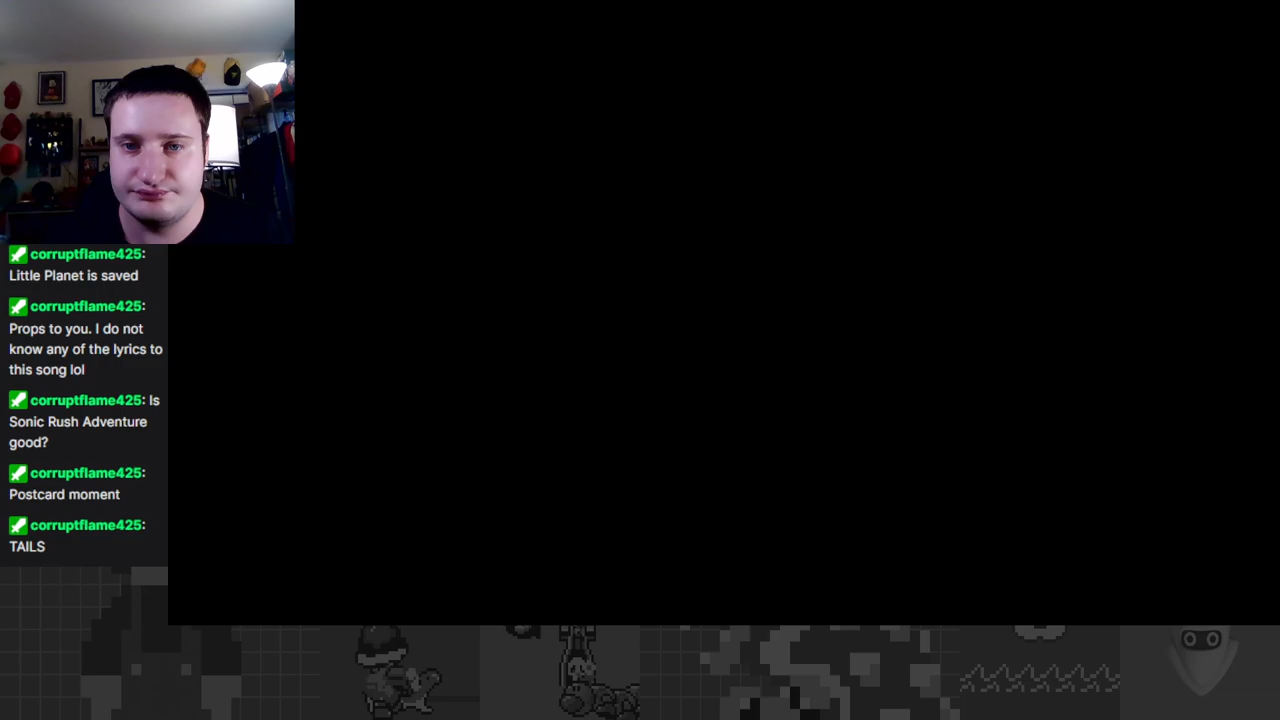 corruptflame425:
Little Planet is saved
corruptflame425:
Props to you. I do not
know any of the lyrics to
this song lol
corruptflame425: Is
Sonic Rush Adventure
good?
corruptflame425:
Postcard moment
corruptflame425:
TAILS